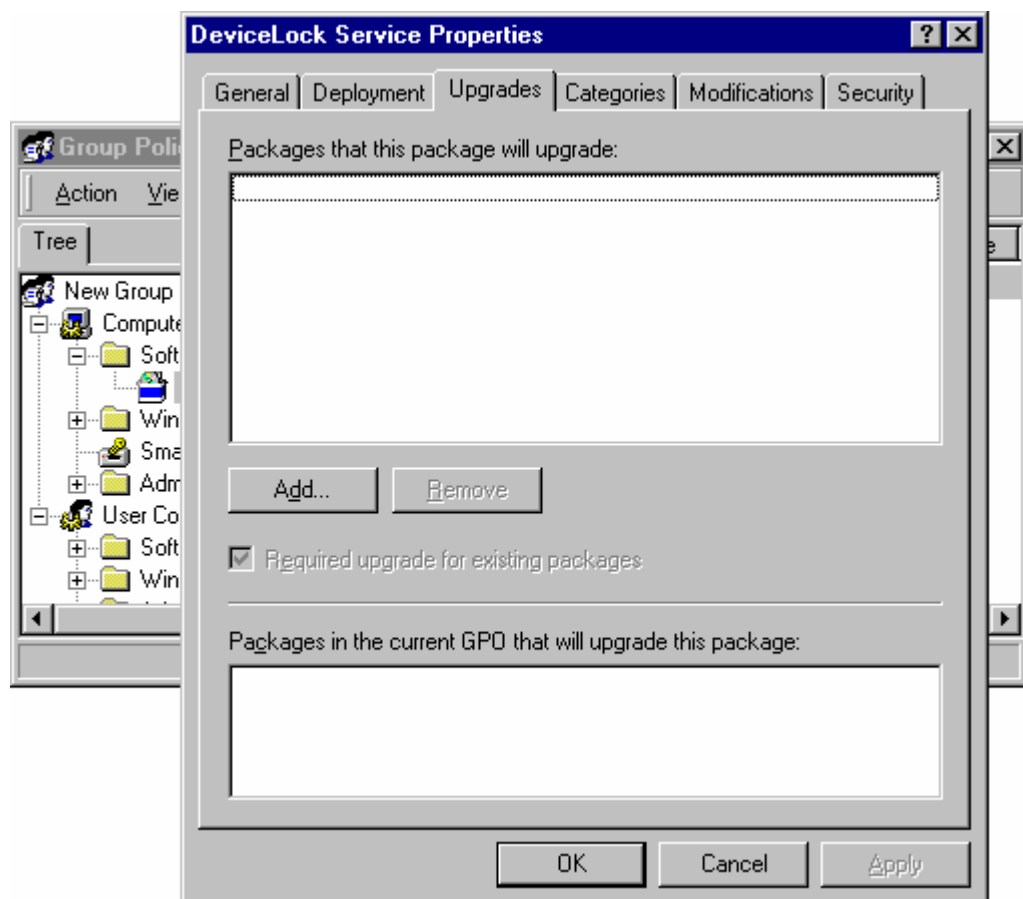 DeviceLock Service Properties
General Deployment Upgrades Categories Modifications Security
Packages that this package will upgrade:
Add... Remove
Required upgrade for existing packages
Packages in the current GPO that will upgrade this package:
OK Cancel Apply
Group Poli
Action Vie
Tree
e
New Group
Compute
Soft
Win
Sma
Adm
User Co
Soft
Win